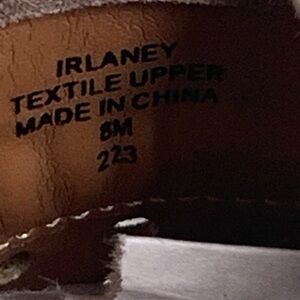 IRLANEY
TEXTILE UPPER
MADE IN CHINA
8M
223